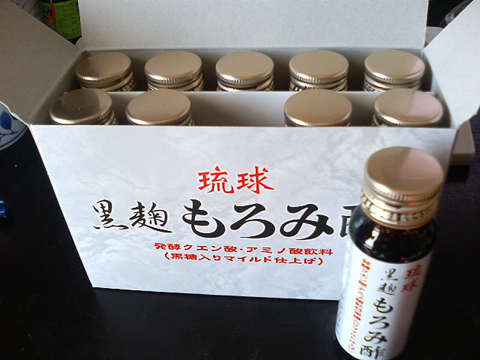 琉球
黒麹 もろみ酢
発酵クエン酸・アミノ酸飲料
(黒糖入りマイルド仕上げ)
琉球
黒麹
もろみ酢